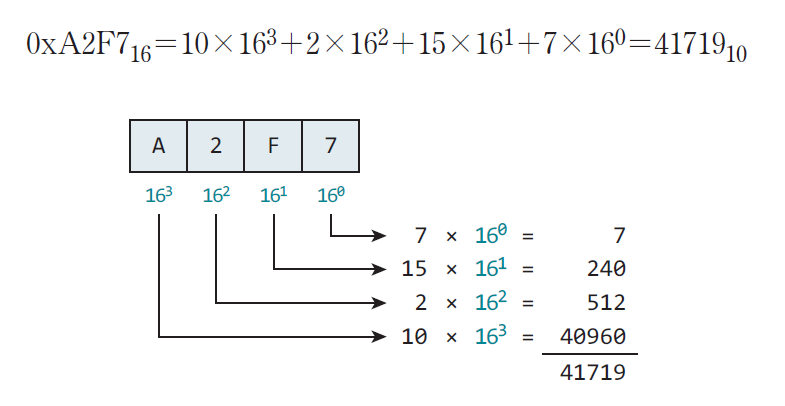 0xA2F7₁₆=10×16³+2×16²+15×16¹+7×16⁰=41719₁₀
A 2 F 7
16³ 16² 16¹ 16⁰
7 × 16⁰ = 7
15 × 16¹ = 240
2 × 16² = 512
10 × 16³ = 40960
41719